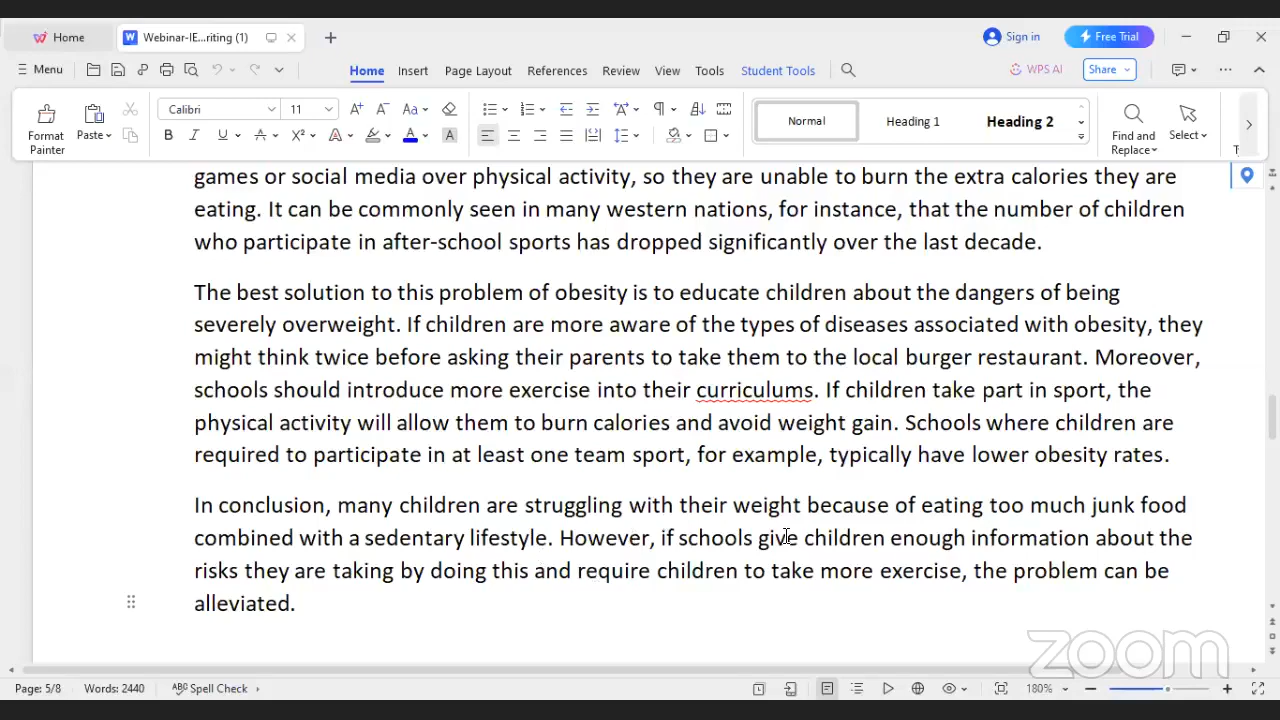 Home
Webinar-IE...riting (1)
Sign in
Free Trial
Menu
Home Insert Page Layout References Review View Tools Student Tools
WPS AI
Share
Format Painter
Paste
Calibri 11
Normal
Heading 1
Heading 2
Find and Replace
Select
games or social media over physical activity, so they are unable to burn the extra calories they are
eating. It can be commonly seen in many western nations, for instance, that the number of children
who participate in after-school sports has dropped significantly over the last decade.
The best solution to this problem of obesity is to educate children about the dangers of being
severely overweight. If children are more aware of the types of diseases associated with obesity, they
might think twice before asking their parents to take them to the local burger restaurant. Moreover,
schools should introduce more exercise into their curriculums. If children take part in sport, the
physical activity will allow them to burn calories and avoid weight gain. Schools where children are
required to participate in at least one team sport, for example, typically have lower obesity rates.
In conclusion, many children are struggling with their weight because of eating too much junk food
combined with a sedentary lifestyle. However, if schools give children enough information about the
risks they are taking by doing this and require children to take more exercise, the problem can be
alleviated.
zoom
Page: 5/8 Words: 2440 Spell Check
180%